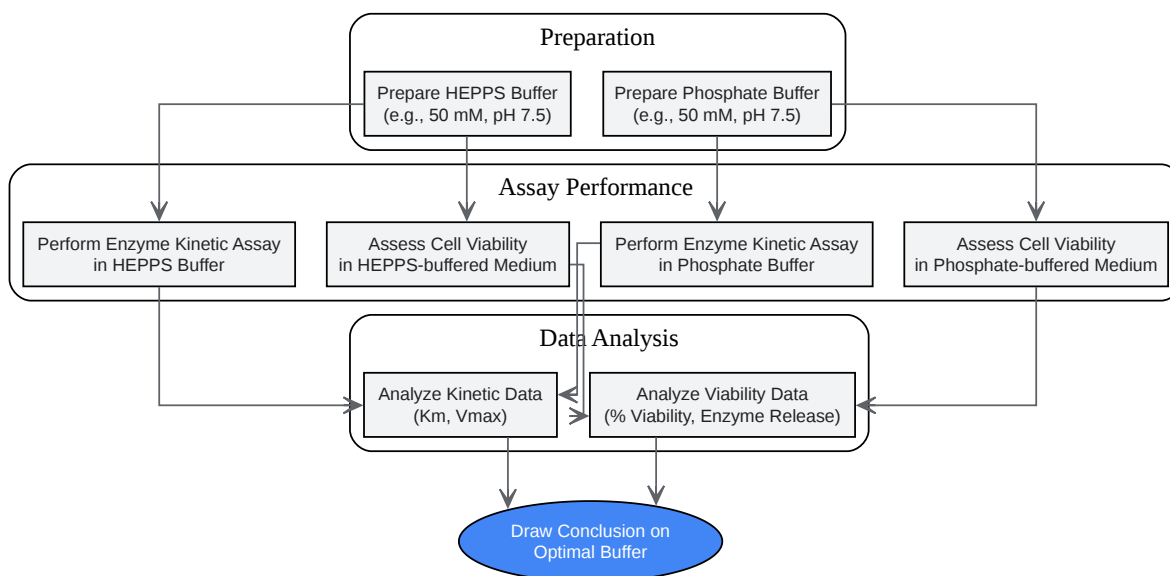 Preparation
Prepare HEPPS Buffer
(e.g., 50 mM, pH 7.5)
Prepare Phosphate Buffer
(e.g., 50 mM, pH 7.5)
Assay Performance
Perform Enzyme Kinetic Assay
in HEPPS Buffer
Assess Cell Viability
in HEPPS-buffered Medium
Perform Enzyme Kinetic Assay
in Phosphate Buffer
Assess Cell Viability
in Phosphate-buffered Medium
Data Analysis
Analyze Kinetic Data
(Km, Vmax)
Analyze Viability Data
(% Viability, Enzyme Release)
Draw Conclusion on
Optimal Buffer